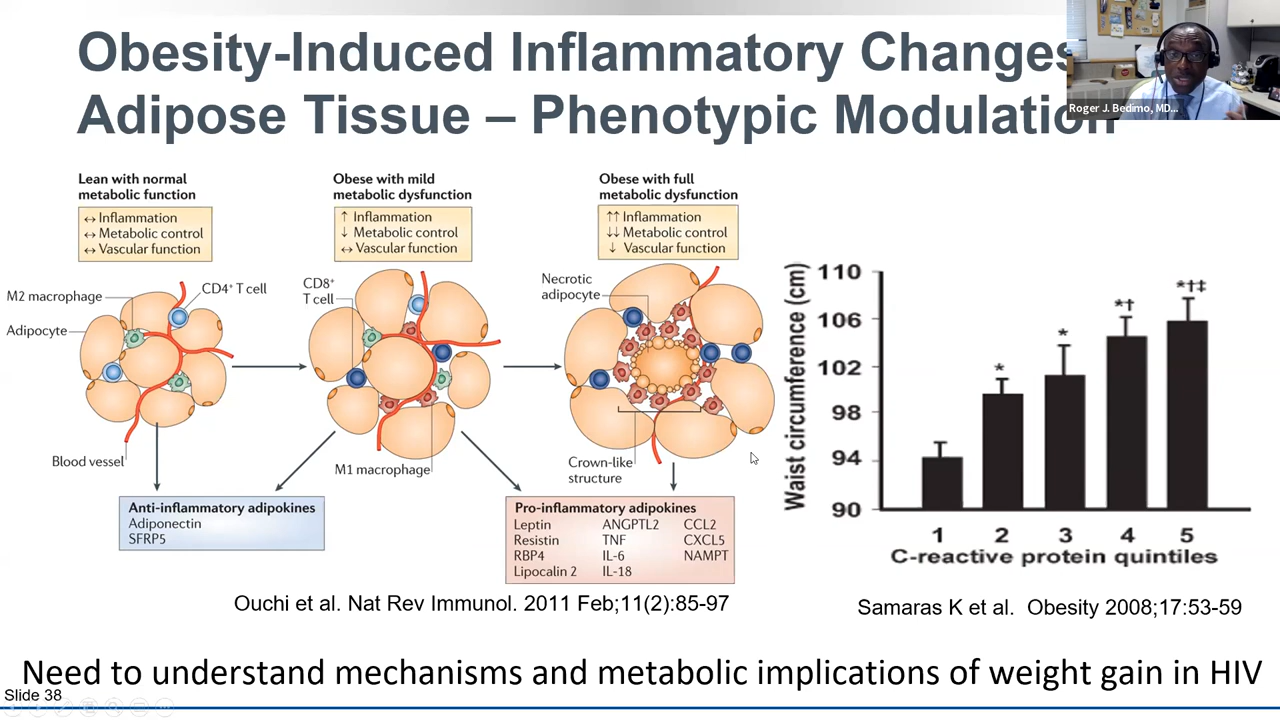 Obesity-Induced Inflammatory Changes
Adipose Tissue – Phenotypic Modulation
Roger J. Bedimo, MD...
Lean with normal
metabolic function
↔ Inflammation
↔ Metabolic control
↔ Vascular function
Obese with mild
metabolic dysfunction
↑ Inflammation
↓ Metabolic control
↔ Vascular function
Obese with full
metabolic dysfunction
↑↑ Inflammation
↓↓ Metabolic control
↓ Vascular function
M2 macrophage
CD4⁺ T cell
Adipocyte
Blood vessel
CD8⁺
T cell
M1 macrophage
Necrotic
adipocyte
Crown-like
structure
Anti-inflammatory adipokines
Adiponectin
SFRP5
Pro-inflammatory adipokines
Leptin ANGPTL2 CCL2
Resistin TNF CXCL5
RBP4 IL-6 NAMPT
Lipocalin 2 IL-18
Ouchi et al. Nat Rev Immunol. 2011 Feb;11(2):85-97
Waist circumference (cm)
110
106
102
98
94
90
*
*
*†
*†‡
1 2 3 4 5
C-reactive protein quintiles
Samaras K et al. Obesity 2008;17:53-59
Need to understand mechanisms and metabolic implications of weight gain in HIV
Slide 38